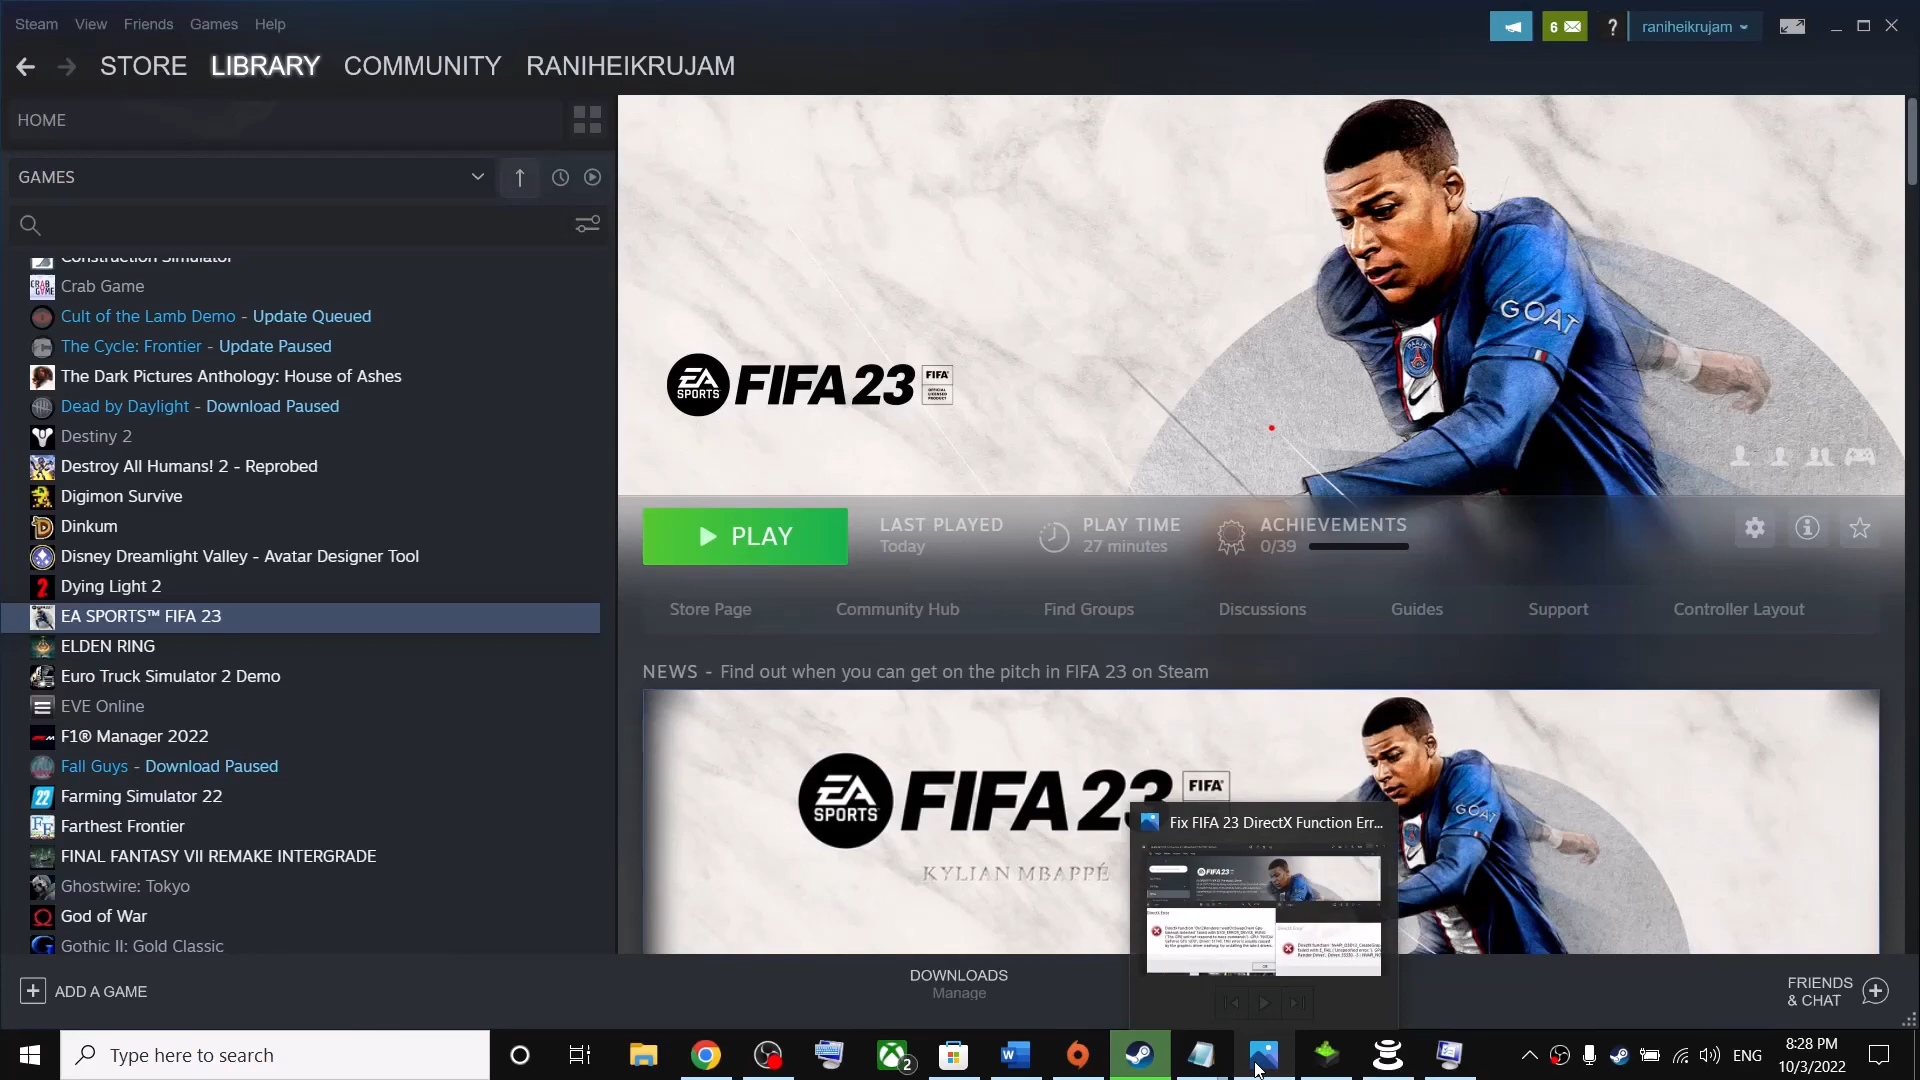 Steam View Friends Games Help
6
?
raniheikrujam
STORE LIBRARY COMMUNITY RANIHEIKRUJAM
HOME
GAMES
Construction Simulator
Crab Game
Cult of the Lamb Demo - Update Queued
The Cycle: Frontier - Update Paused
The Dark Pictures Anthology: House of Ashes
Dead by Daylight - Download Paused
Destiny 2
Destroy All Humans! 2 - Reprobed
Digimon Survive
Dinkum
Disney Dreamlight Valley - Avatar Designer Tool
Dying Light 2
EA SPORTS™ FIFA 23
ELDEN RING
Euro Truck Simulator 2 Demo
EVE Online
F1® Manager 2022
Fall Guys - Download Paused
Farming Simulator 22
Farthest Frontier
FINAL FANTASY VII REMAKE INTERGRADE
Ghostwire: Tokyo
God of War
Gothic II: Gold Classic
ADD A GAME
GOAT
EA SPORTS FIFA 23 FIFA
PLAY
LAST PLAYED
Today
PLAY TIME
27 minutes
ACHIEVEMENTS
0/39
Store Page Community Hub Find Groups Discussions Guides Support Controller Layout
NEWS - Find out when you can get on the pitch in FIFA 23 on Steam
EA SPORTS FIFA 23 FIFA
KYLIAN MBAPPÉ
GOAT
Fix FIFA 23 DirectX Function Err...
DOWNLOADS
Manage
FRIENDS
& CHAT
Type here to search
2
ENG
8:28 PM
10/3/2022